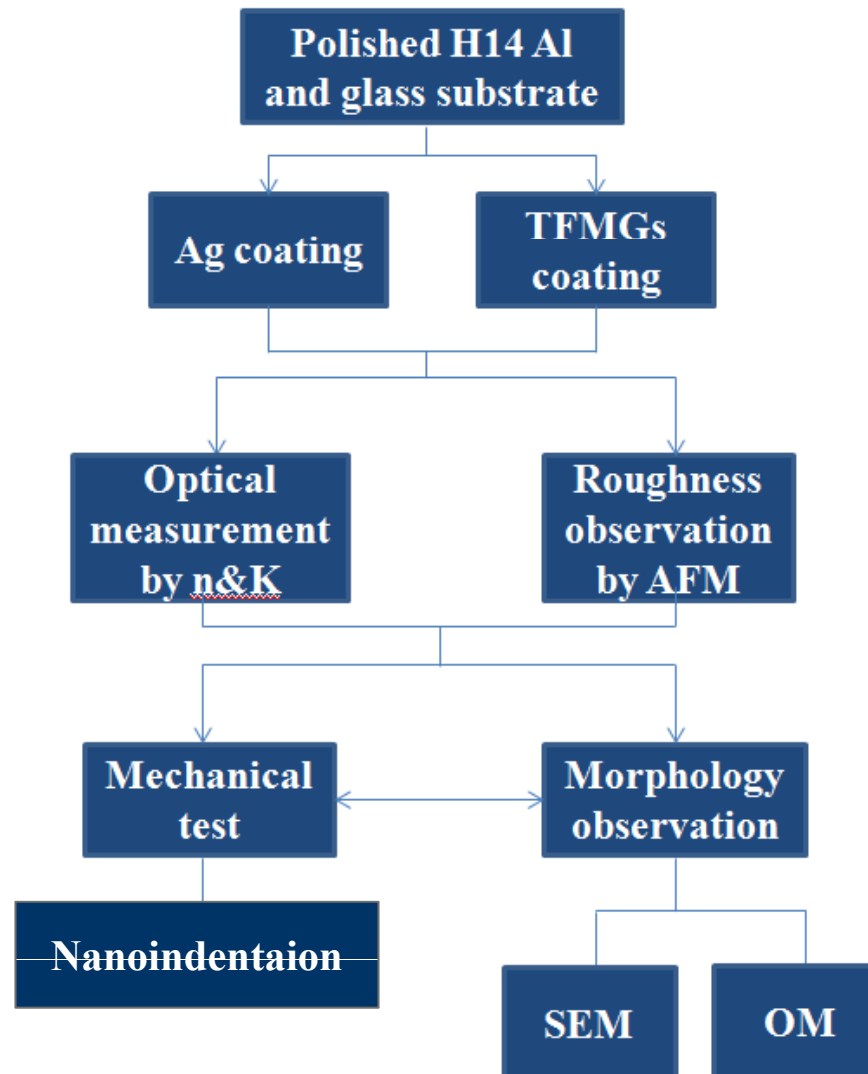 Polished H14 Al
and glass substrate
Ag coating
TFMGs
coating
Optical
measurement
by n&K
Roughness
observation
by AFM
Mechanical
test
Morphology
observation
Nanoindentaion
SEM
OM